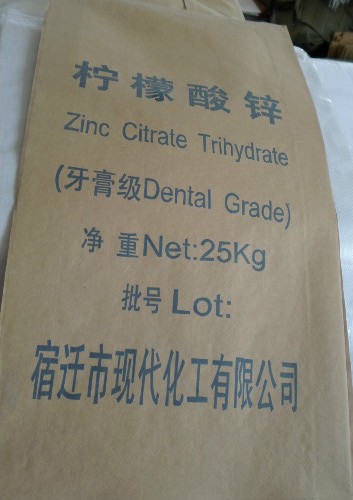 柠檬酸锌
Zinc Citrate Trihydrate
(牙膏级Dental Grade)
净 重Net:25Kg
批号 Lot:
宿迁市现代化工有限公司